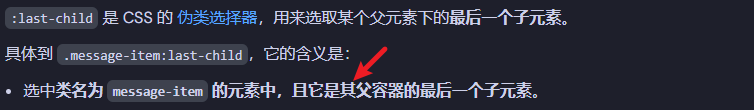 :last-child 是 CSS 的 伪类选择器，用来选取某个父元素下的最后一个子元素。
具体到 .message-item:last-child，它的含义是：
• 选中类名为 message-item 的元素中，且它是其父容器的最后一个子元素。